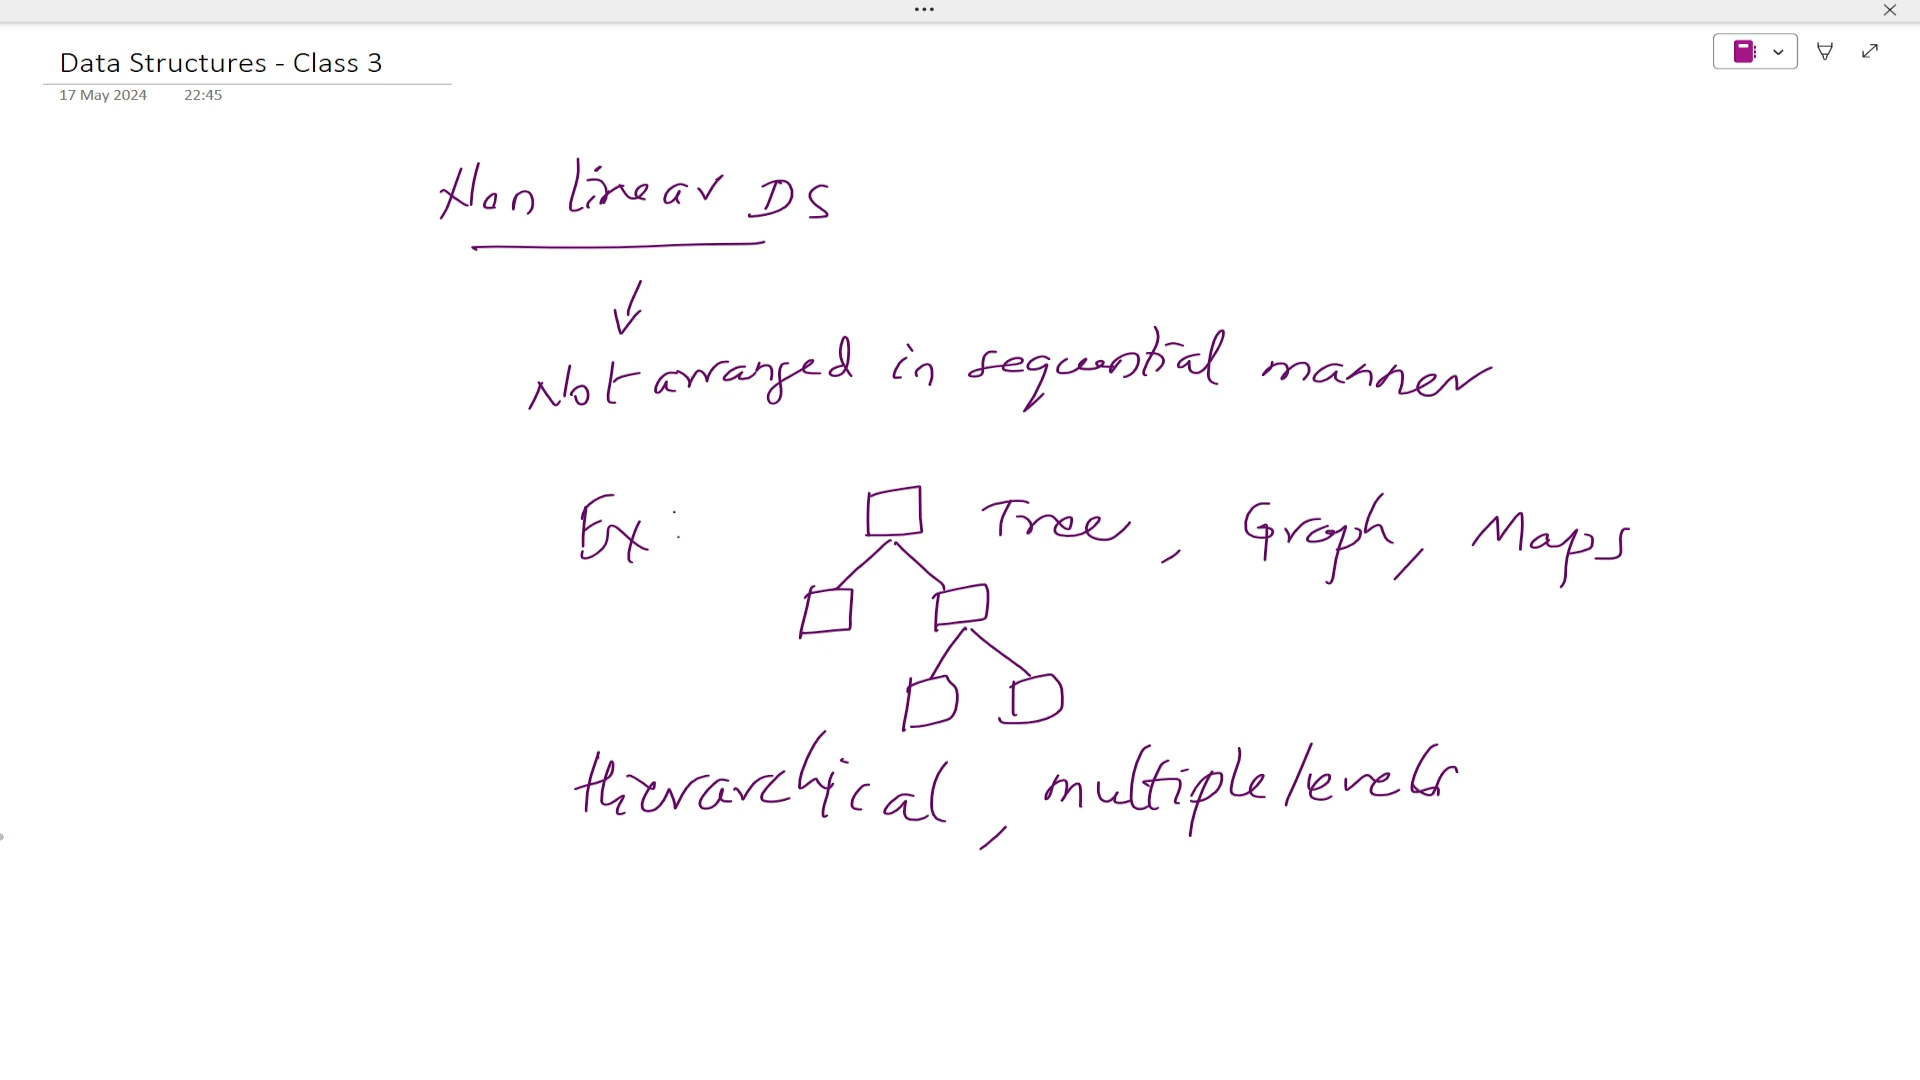 Data Structures - Class 3
17 May 2024 22:45
Non linear DS
Not arranged in sequential manner
Ex : Tree , Graph , Maps
Hierarchical , multiple levels